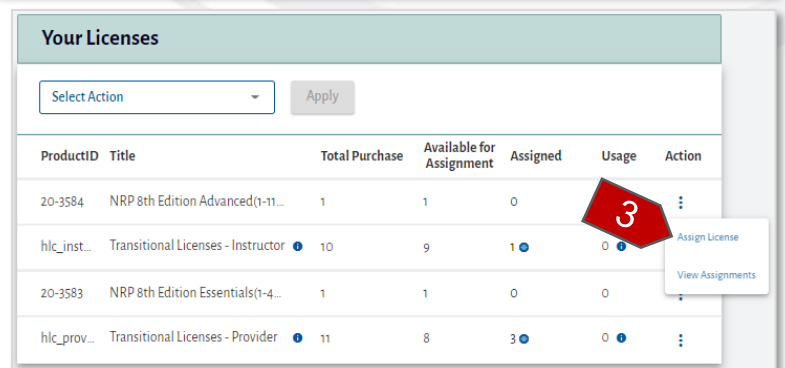 Your Licenses
Select Action Apply
ProductID Title Total Purchase Available for Assignment Assigned Usage Action
20-3584 NRP 8th Edition Advanced(1-11... 1 1 0
3
hlc_inst... Transitional Licenses - Instructor 10 9 1 0
Assign License
View Assignments
20-3583 NRP 8th Edition Essentials(1-4... 1 1 0 0
hlc_prov... Transitional Licenses - Provider 11 8 3 0